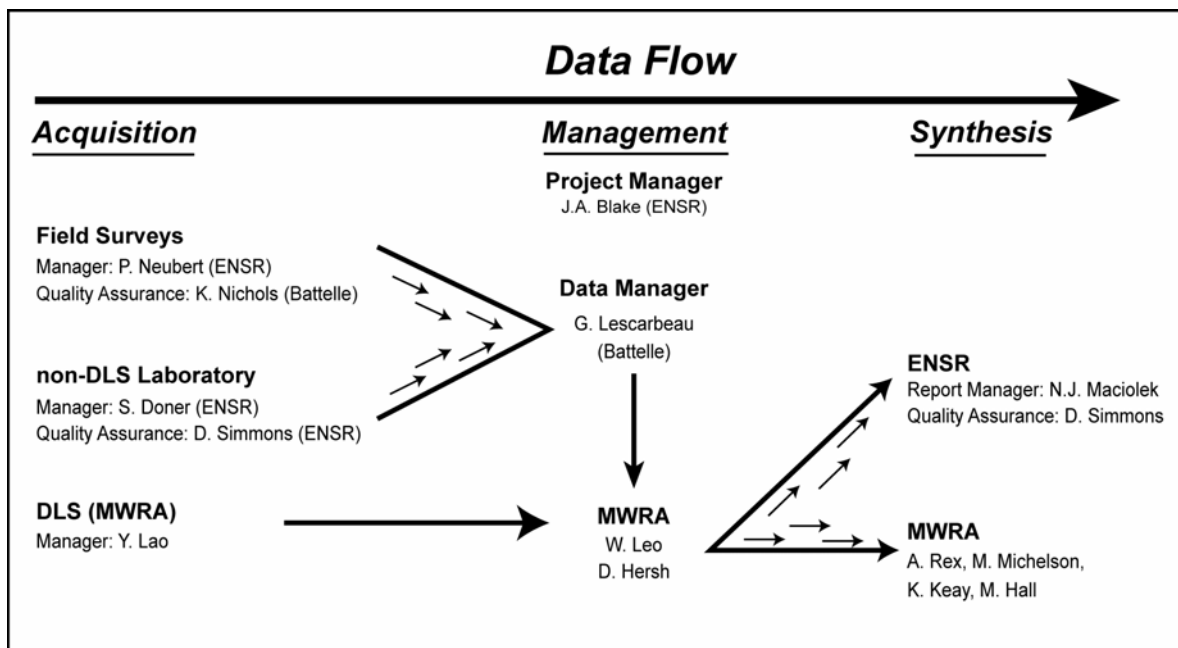 Data Flow
Acquisition
Management
Synthesis
Project Manager
J.A. Blake (ENSR)
Field Surveys
Manager: P. Neubert (ENSR)
Quality Assurance: K. Nichols (Battelle)
Data Manager
G. Lescarbeau
(Battelle)
non-DLS Laboratory
Manager: S. Doner (ENSR)
Quality Assurance: D. Simmons (ENSR)
ENSR
Report Manager: N.J. Maciolek
Quality Assurance: D. Simmons
DLS (MWRA)
Manager: Y. Lao
MWRA
W. Leo
D. Hersh
MWRA
A. Rex, M. Michelson,
K. Keay, M. Hall